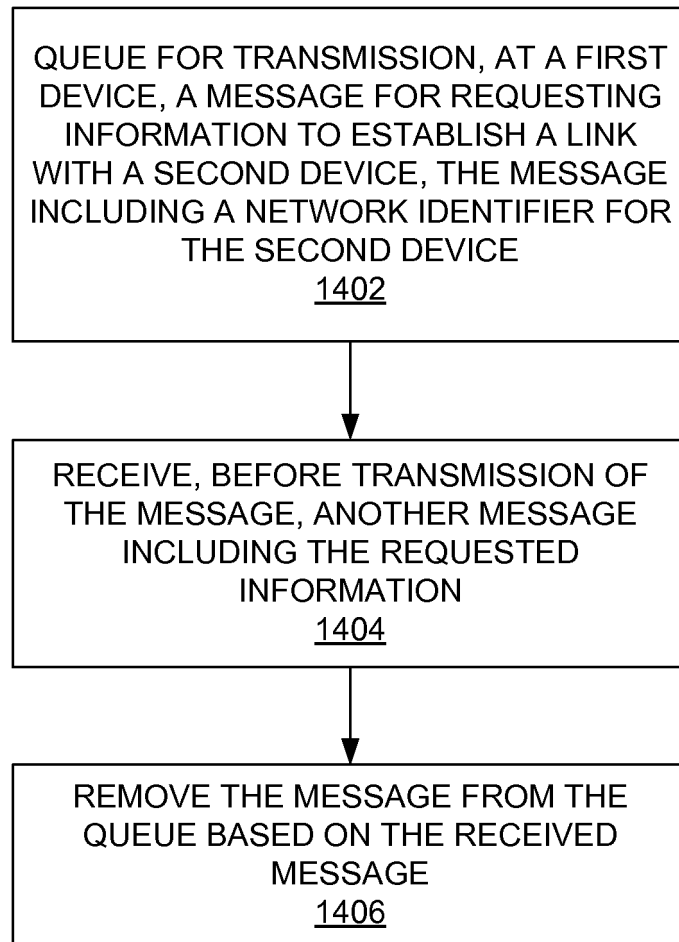 QUEUE FOR TRANSMISSION, AT A FIRST
DEVICE, A MESSAGE FOR REQUESTING
INFORMATION TO ESTABLISH A LINK
WITH A SECOND DEVICE, THE MESSAGE
INCLUDING A NETWORK IDENTIFIER FOR
THE SECOND DEVICE
1402
RECEIVE, BEFORE TRANSMISSION OF
THE MESSAGE, ANOTHER MESSAGE
INCLUDING THE REQUESTED
INFORMATION
1404
REMOVE THE MESSAGE FROM THE
QUEUE BASED ON THE RECEIVED
MESSAGE
1406